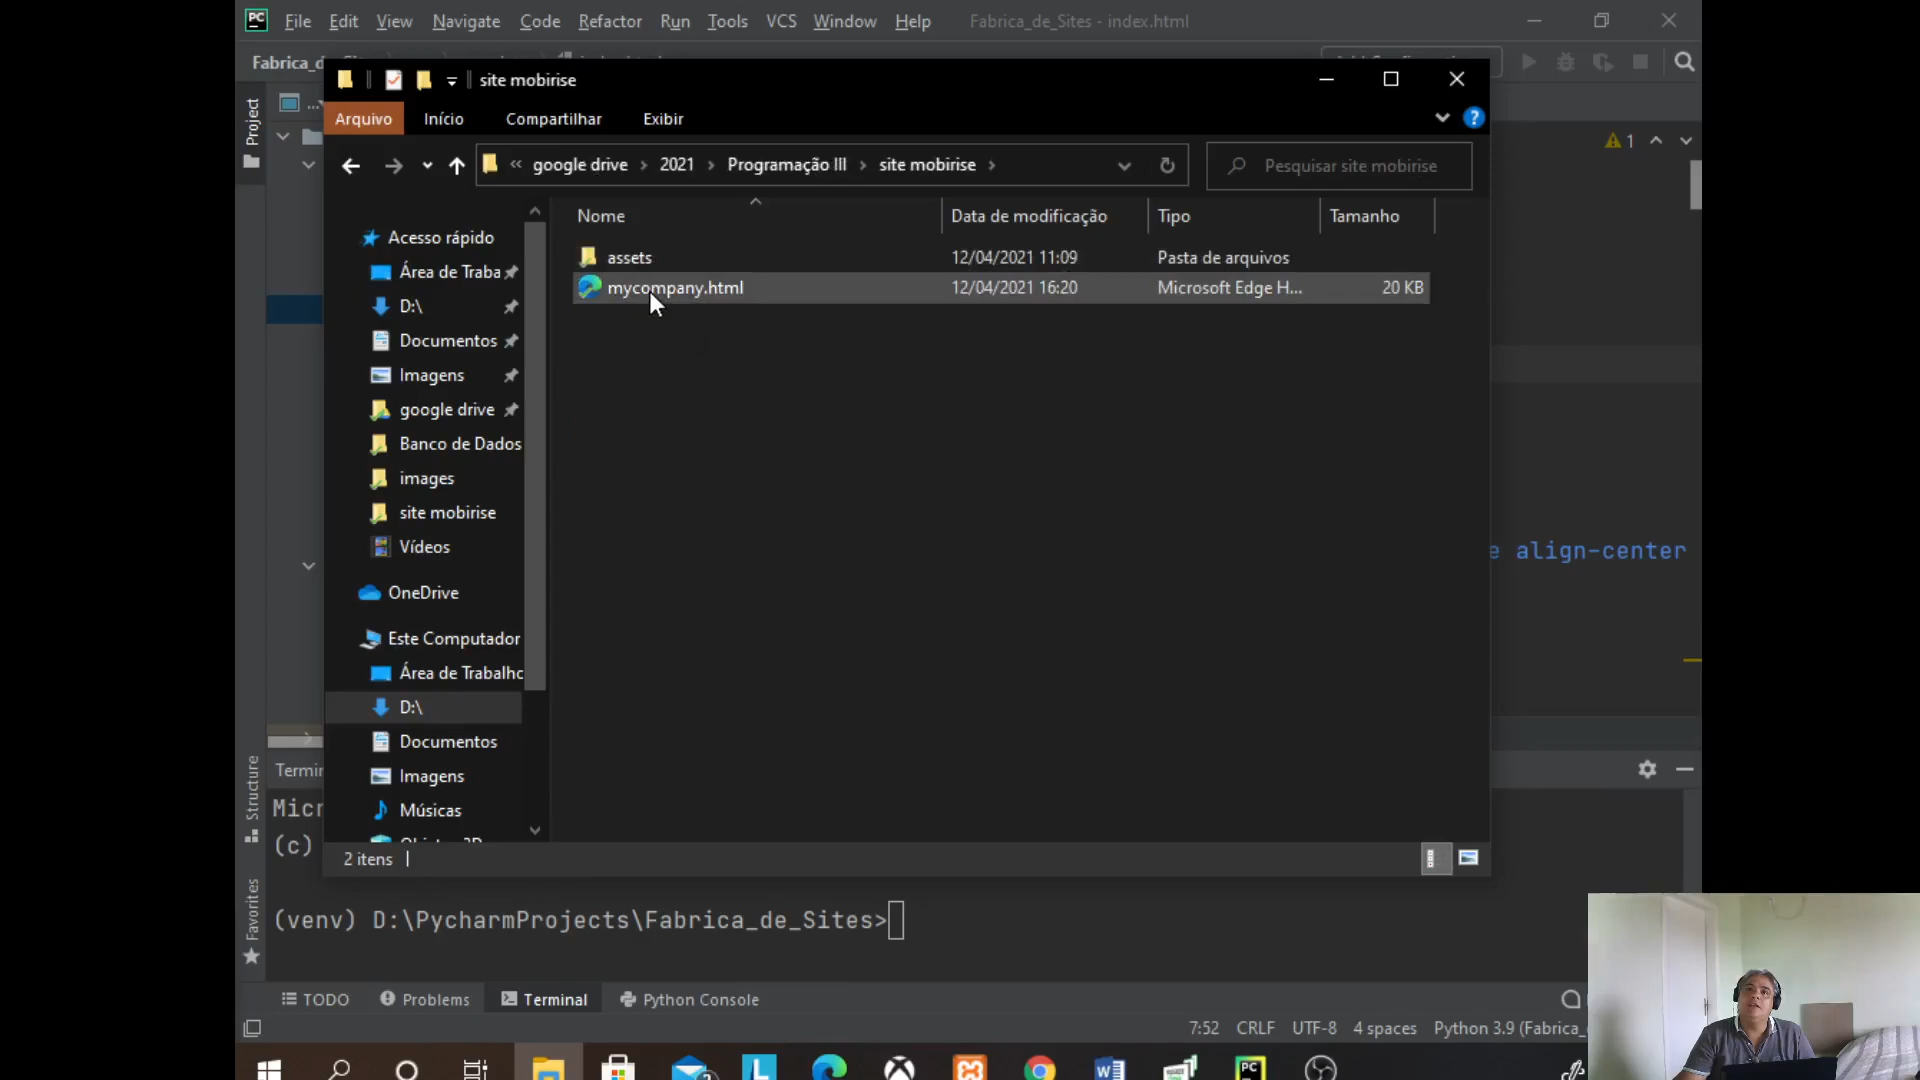 PC File Edit View Navigate Code Refactor Run Tools VCS Window Help Fabrica_de_Sites - index.html
Fabrica_d
site mobirise
Arquivo Início Compartilhar Exibir ?
« google drive > 2021 > Programação III > site mobirise >
Pesquisar site mobirise
1
Project
...
Nome Data de modificação Tipo Tamanho
assets 12/04/2021 11:09 Pasta de arquivos
mycompany.html 12/04/2021 16:20 Microsoft Edge H... 20 KB
Acesso rápido
Área de Traba
D:\
Documentos
Imagens
google drive
Banco de Dados
images
site mobirise
Vídeos
OneDrive
Este Computador
Área de Trabalho
D:\
Documentos
Imagens
Músicas
e align-center
2 itens
Structure
Favorites
Termin
Micr
(c)
(venv) D:\PycharmProjects\Fabrica_de_Sites>
TODO Problems Terminal Python Console
7:52 CRLF UTF-8 4 spaces Python 3.9 (Fabrica_